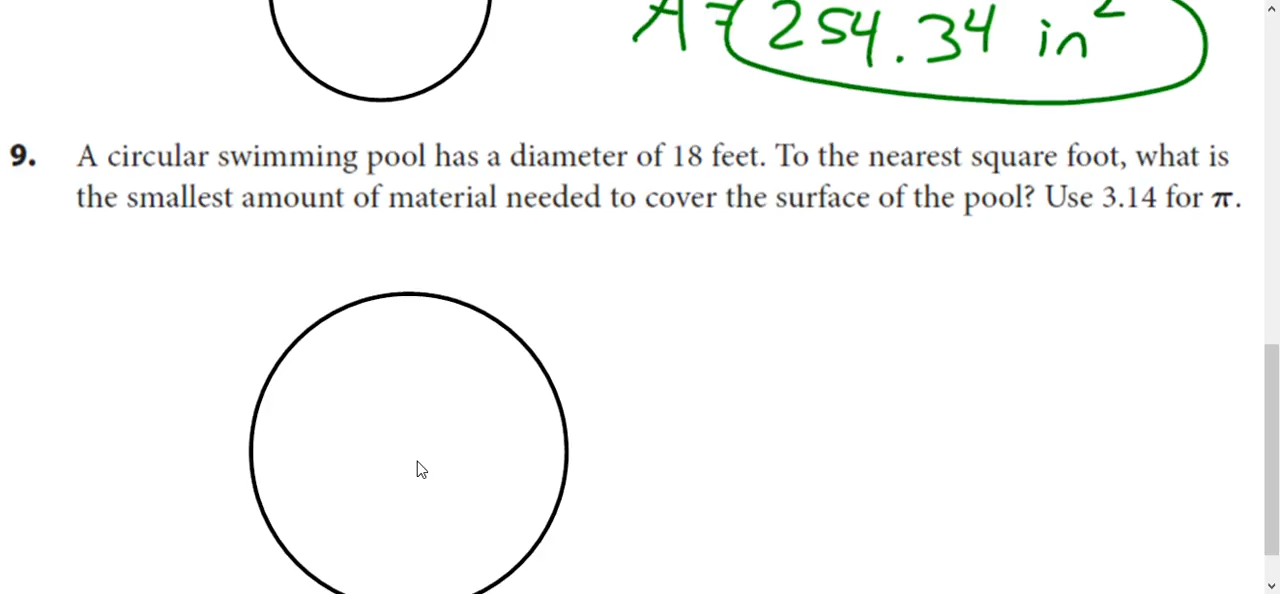 A = 254.34 in²
9. A circular swimming pool has a diameter of 18 feet. To the nearest square foot, what is
the smallest amount of material needed to cover the surface of the pool? Use 3.14 for π.